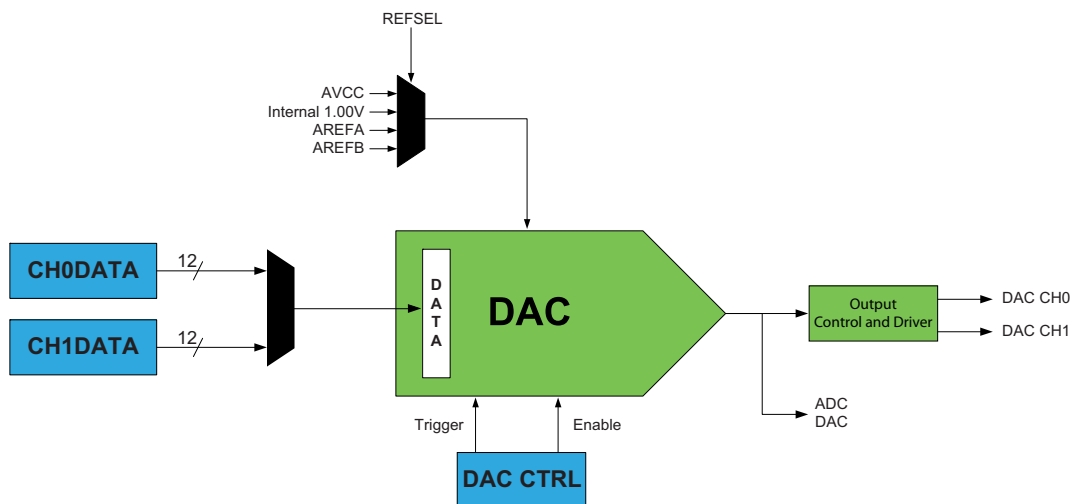 REFSEL
AVCC
Internal 1.00V
AREFA
AREFB
CH0DATA
12
CH1DATA
12
D
A
T
A
DAC
Output
Control and Driver
DAC CH0
DAC CH1
ADC
DAC
Trigger
Enable
DAC CTRL